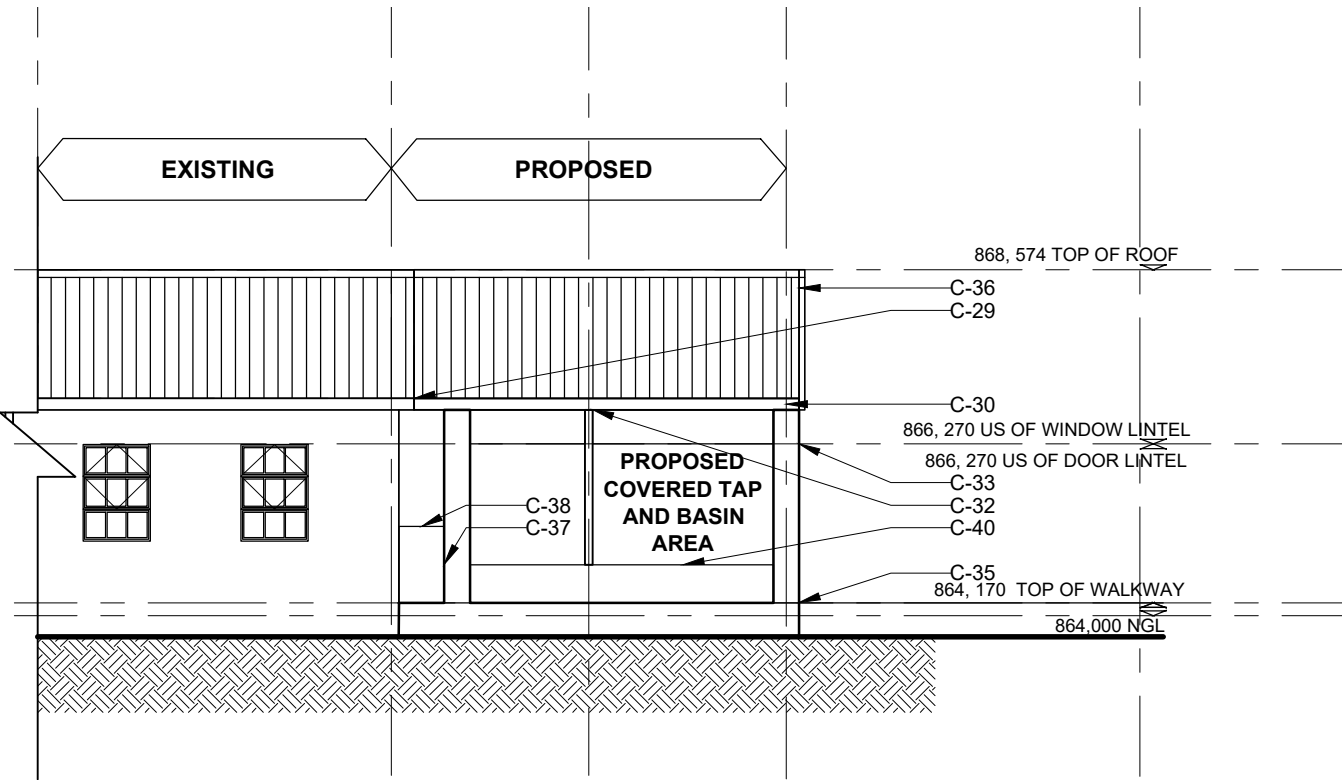 EXISTING
PROPOSED
868, 574 TOP OF ROOF
C-36
C-29
C-30
866, 270 US OF WINDOW LINTEL
866, 270 US OF DOOR LINTEL
PROPOSED
COVERED TAP
AND BASIN
AREA
C-33
C-32
C-38
C-37
C-40
C-35
864, 170 TOP OF WALKWAY
864,000 NGL